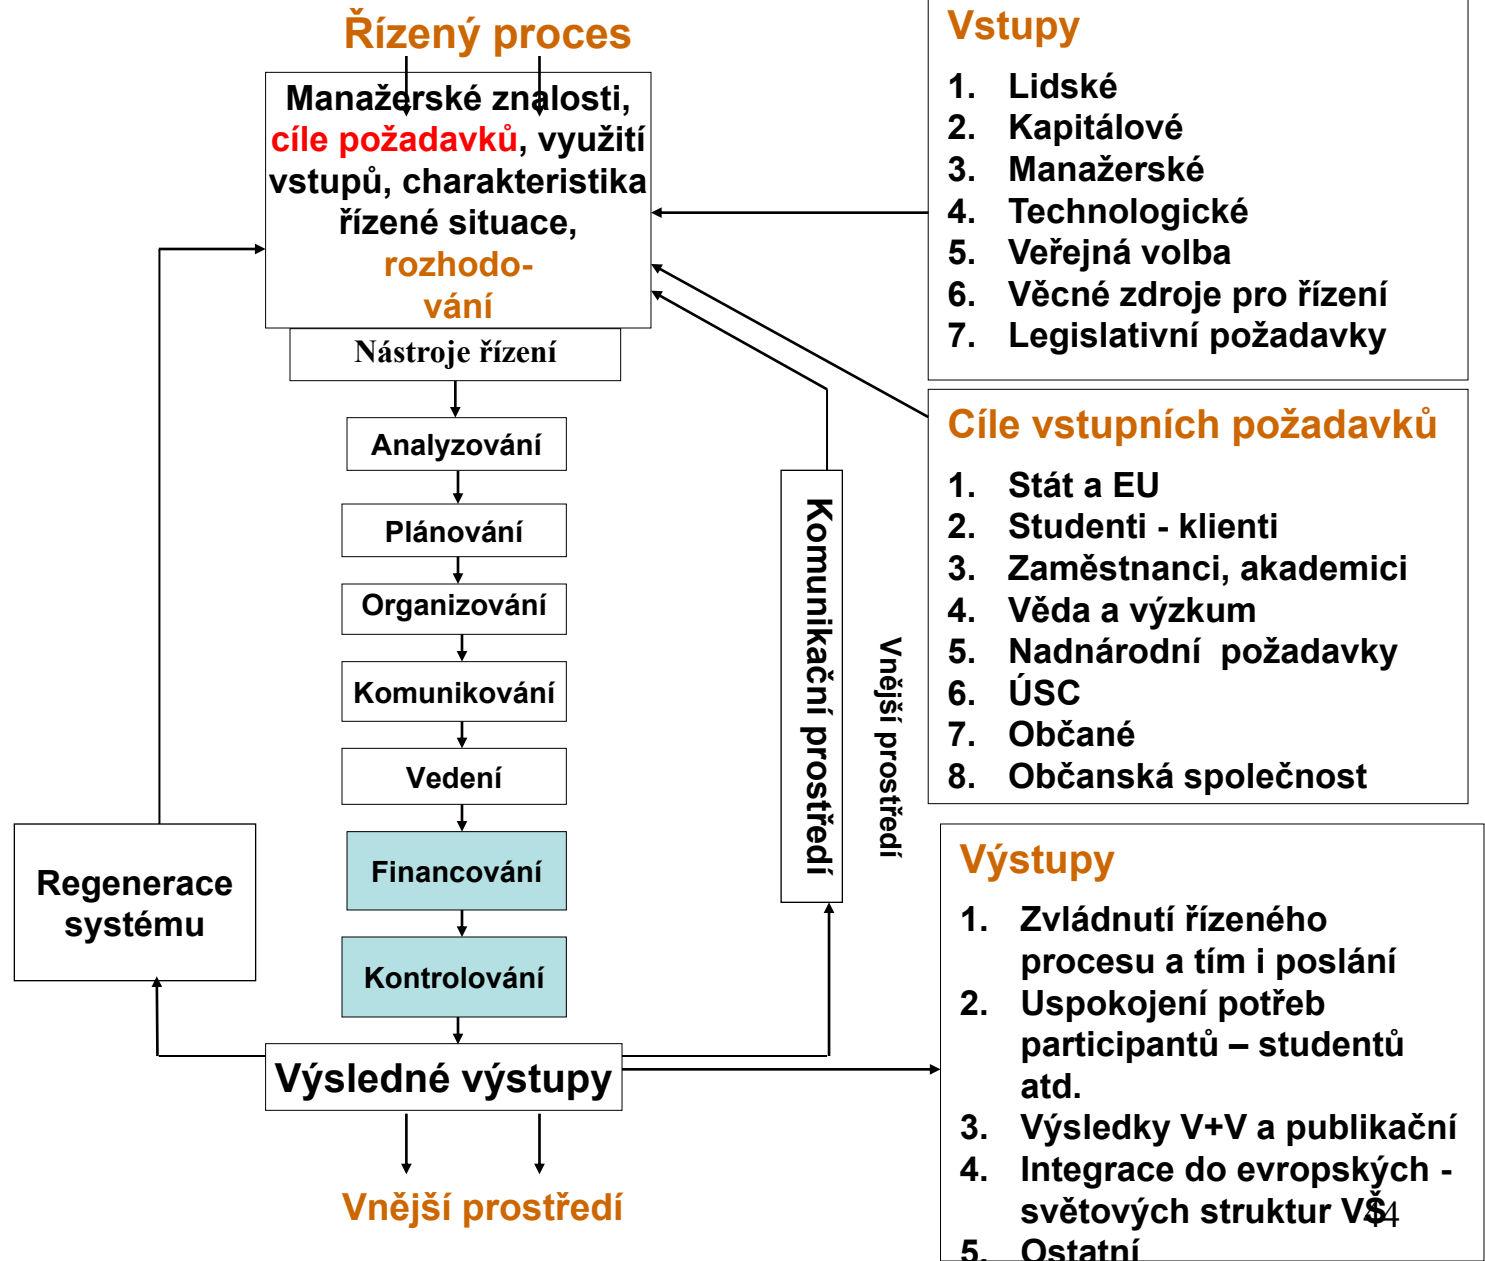 Řízený proces
Manažerské znalosti,
cíle požadavků, využití
vstupů, charakteristika
řízené situace,
rozhodo-
vání
Nástroje řízení
Analyzování
Plánování
Organizování
Komunikování
Vedení
Financování
Kontrolování
Výsledné výstupy
Vnější prostředí
Regenerace
systému
Komunikační prostředí
Vnější prostředí
Vstupy
1. Lidské
2. Kapitálové
3. Manažerské
4. Technologické
5. Veřejná volba
6. Věcné zdroje pro řízení
7. Legislativní požadavky
Cíle vstupních požadavků
1. Stát a EU
2. Studenti - klienti
3. Zaměstnanci, akademici
4. Věda a výzkum
5. Nadnárodní požadavky
6. ÚSC
7. Občané
8. Občanská společnost
Výstupy
1. Zvládnutí řízeného
procesu a tím i poslání
2. Uspokojení potřeb
participantů – studentů
atd.
3. Výsledky V+V a publikační
4. Integrace do evropských -
světových struktur VŠ
5. Ostatní